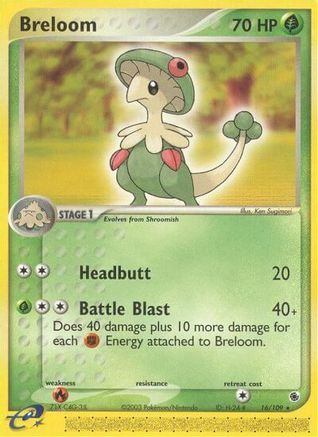 Breloom 70 HP
Illus. Ken Sugimori
STAGE 1 Evolves from Shroomish
Headbutt 20
Battle Blast 40+
Does 40 damage plus 10 more damage for
each Energy attached to Breloom.
weakness resistance retreat cost
©2003 Pokémon/Nintendo 16/109 ★
e